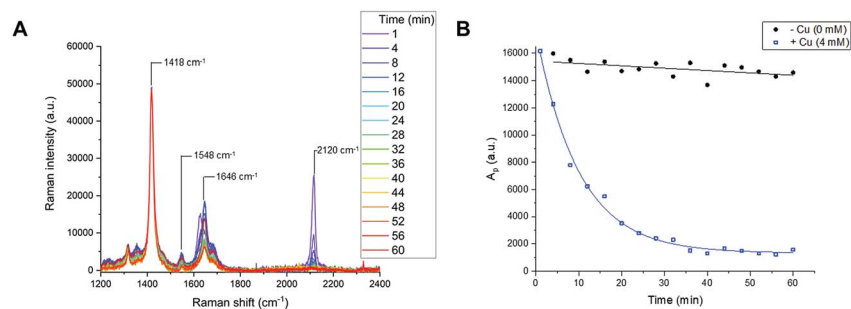 A
Time (min)
1
4
8
12
16
20
24
28
32
36
40
44
48
52
56
60
1418 cm-1
1548 cm-1
1646 cm-1
2120 cm-1
60000
50000
40000
30000
20000
10000
0
1200 1400 1600 1800 2000 2200 2400
Raman intensity (a.u.)
Raman shift (cm-1)
B
- Cu (0 mM)
+ Cu (4 mM)
16000
14000
12000
10000
8000
6000
4000
2000
0
0 10 20 30 40 50 60
Ap (a.u.)
Time (min)